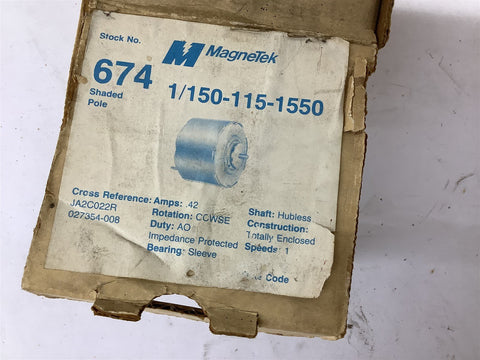 Stock No.
MagneTek
674
1/150-115-1550
Shaded
Pole
Cross Reference:
JA2C022R
027354-008
Amps: .42
Rotation: CCWSE
Duty: AO
Impedance Protected
Bearing: Sleeve
Shaft: Hubless
Construction:
Totally Enclosed
Speeds: 1
Code